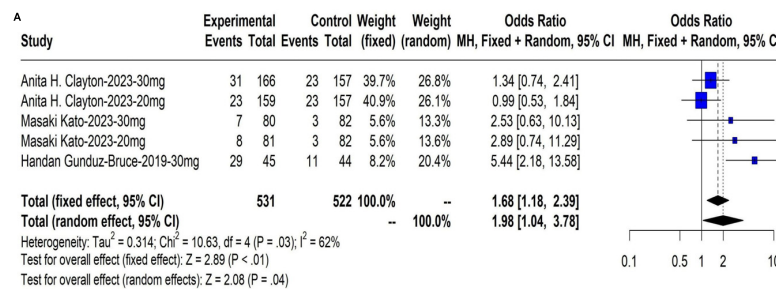 A
Experimental Control Weight Weight Odds Ratio Odds Ratio
Study Events Total Events Total (fixed) (random) MH, Fixed + Random, 95% CI MH, Fixed + Random, 95% C
Anita H. Clayton-2023-30mg 31 166 23 157 39.7% 26.8% 1.34 [0.74, 2.41]
Anita H. Clayton-2023-20mg 23 159 23 157 40.9% 26.1% 0.99 [0.53, 1.84]
Masaki Kato-2023-30mg 7 80 3 82 5.6% 13.3% 2.53 [0.63, 10.13]
Masaki Kato-2023-20mg 8 81 3 82 5.6% 13.6% 2.89 [0.74, 11.29]
Handan Gunduz-Bruce-2019-30mg 29 45 11 44 8.2% 20.4% 5.44 [2.18, 13.58]
Total (fixed effect, 95% CI) 531 522 100.0% -- 1.68 [1.18, 2.39]
Total (random effect, 95% CI) -- 100.0% 1.98 [1.04, 3.78]
Heterogeneity: Tau² = 0.314; Chi² = 10.63, df = 4 (P = .03); I² = 62%
Test for overall effect (fixed effect): Z = 2.89 (P < .01)
Test for overall effect (random effects): Z = 2.08 (P = .04)
0.1 0.5 1 2 10